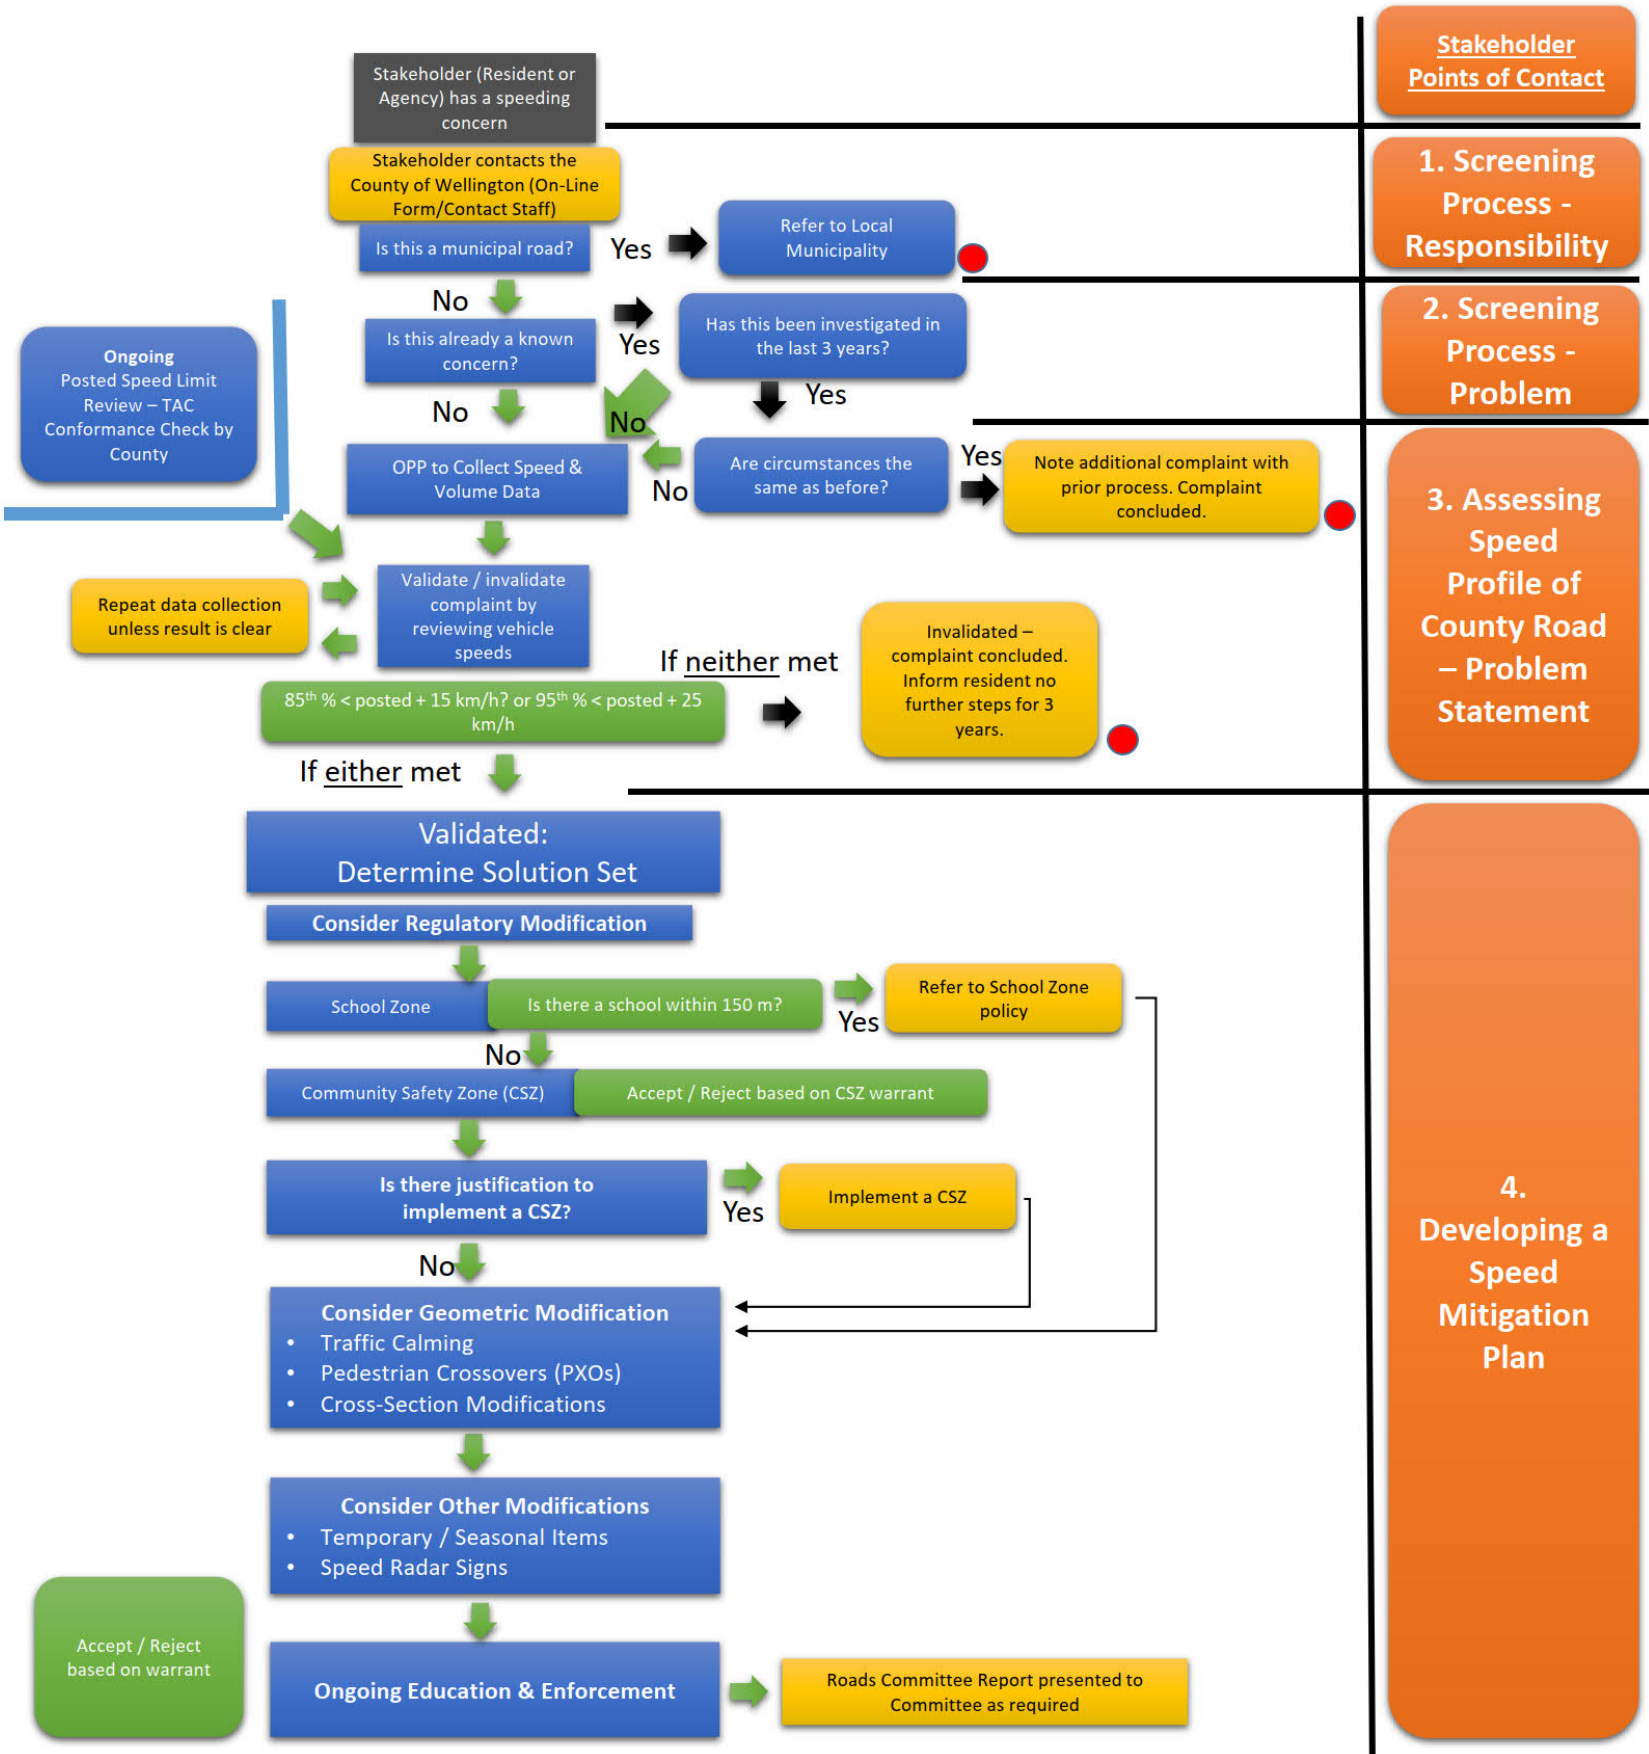 Stakeholder
Points of Contact
Stakeholder (Resident or
Agency) has a speeding
concern
Stakeholder contacts the
County of Wellington (On-Line
Form/Contact Staff)
1. Screening
Process -
Responsibility
Is this a municipal road?
Yes
Refer to Local
Municipality
No
2. Screening
Process -
Problem
Is this already a known
concern?
Yes
Has this been investigated in
the last 3 years?
Ongoing
Posted Speed Limit
Review – TAC
Conformance Check by
County
No
No
Yes
3. Assessing
Speed
Profile of
County Road
– Problem
Statement
OPP to Collect Speed &
Volume Data
No
Are circumstances the
same as before?
Yes
Note additional complaint with
prior process. Complaint
concluded.
Repeat data collection
unless result is clear
Validate / invalidate
complaint by
reviewing vehicle
speeds
If neither met
Invalidated –
complaint concluded.
Inform resident no
further steps for 3
years.
85th % < posted + 15 km/h? or 95th % < posted + 25
km/h
If either met
Validated:
Determine Solution Set
4.
Developing a
Speed
Mitigation
Plan
Consider Regulatory Modification
School Zone
Is there a school within 150 m?
Yes
Refer to School Zone
policy
No
Community Safety Zone (CSZ)
Accept / Reject based on CSZ warrant
Is there justification to
implement a CSZ?
Yes
Implement a CSZ
No
Consider Geometric Modification
• Traffic Calming
• Pedestrian Crossovers (PXOs)
• Cross-Section Modifications
Consider Other Modifications
• Temporary / Seasonal Items
• Speed Radar Signs
Accept / Reject
based on warrant
Ongoing Education & Enforcement
Roads Committee Report presented to
Committee as required